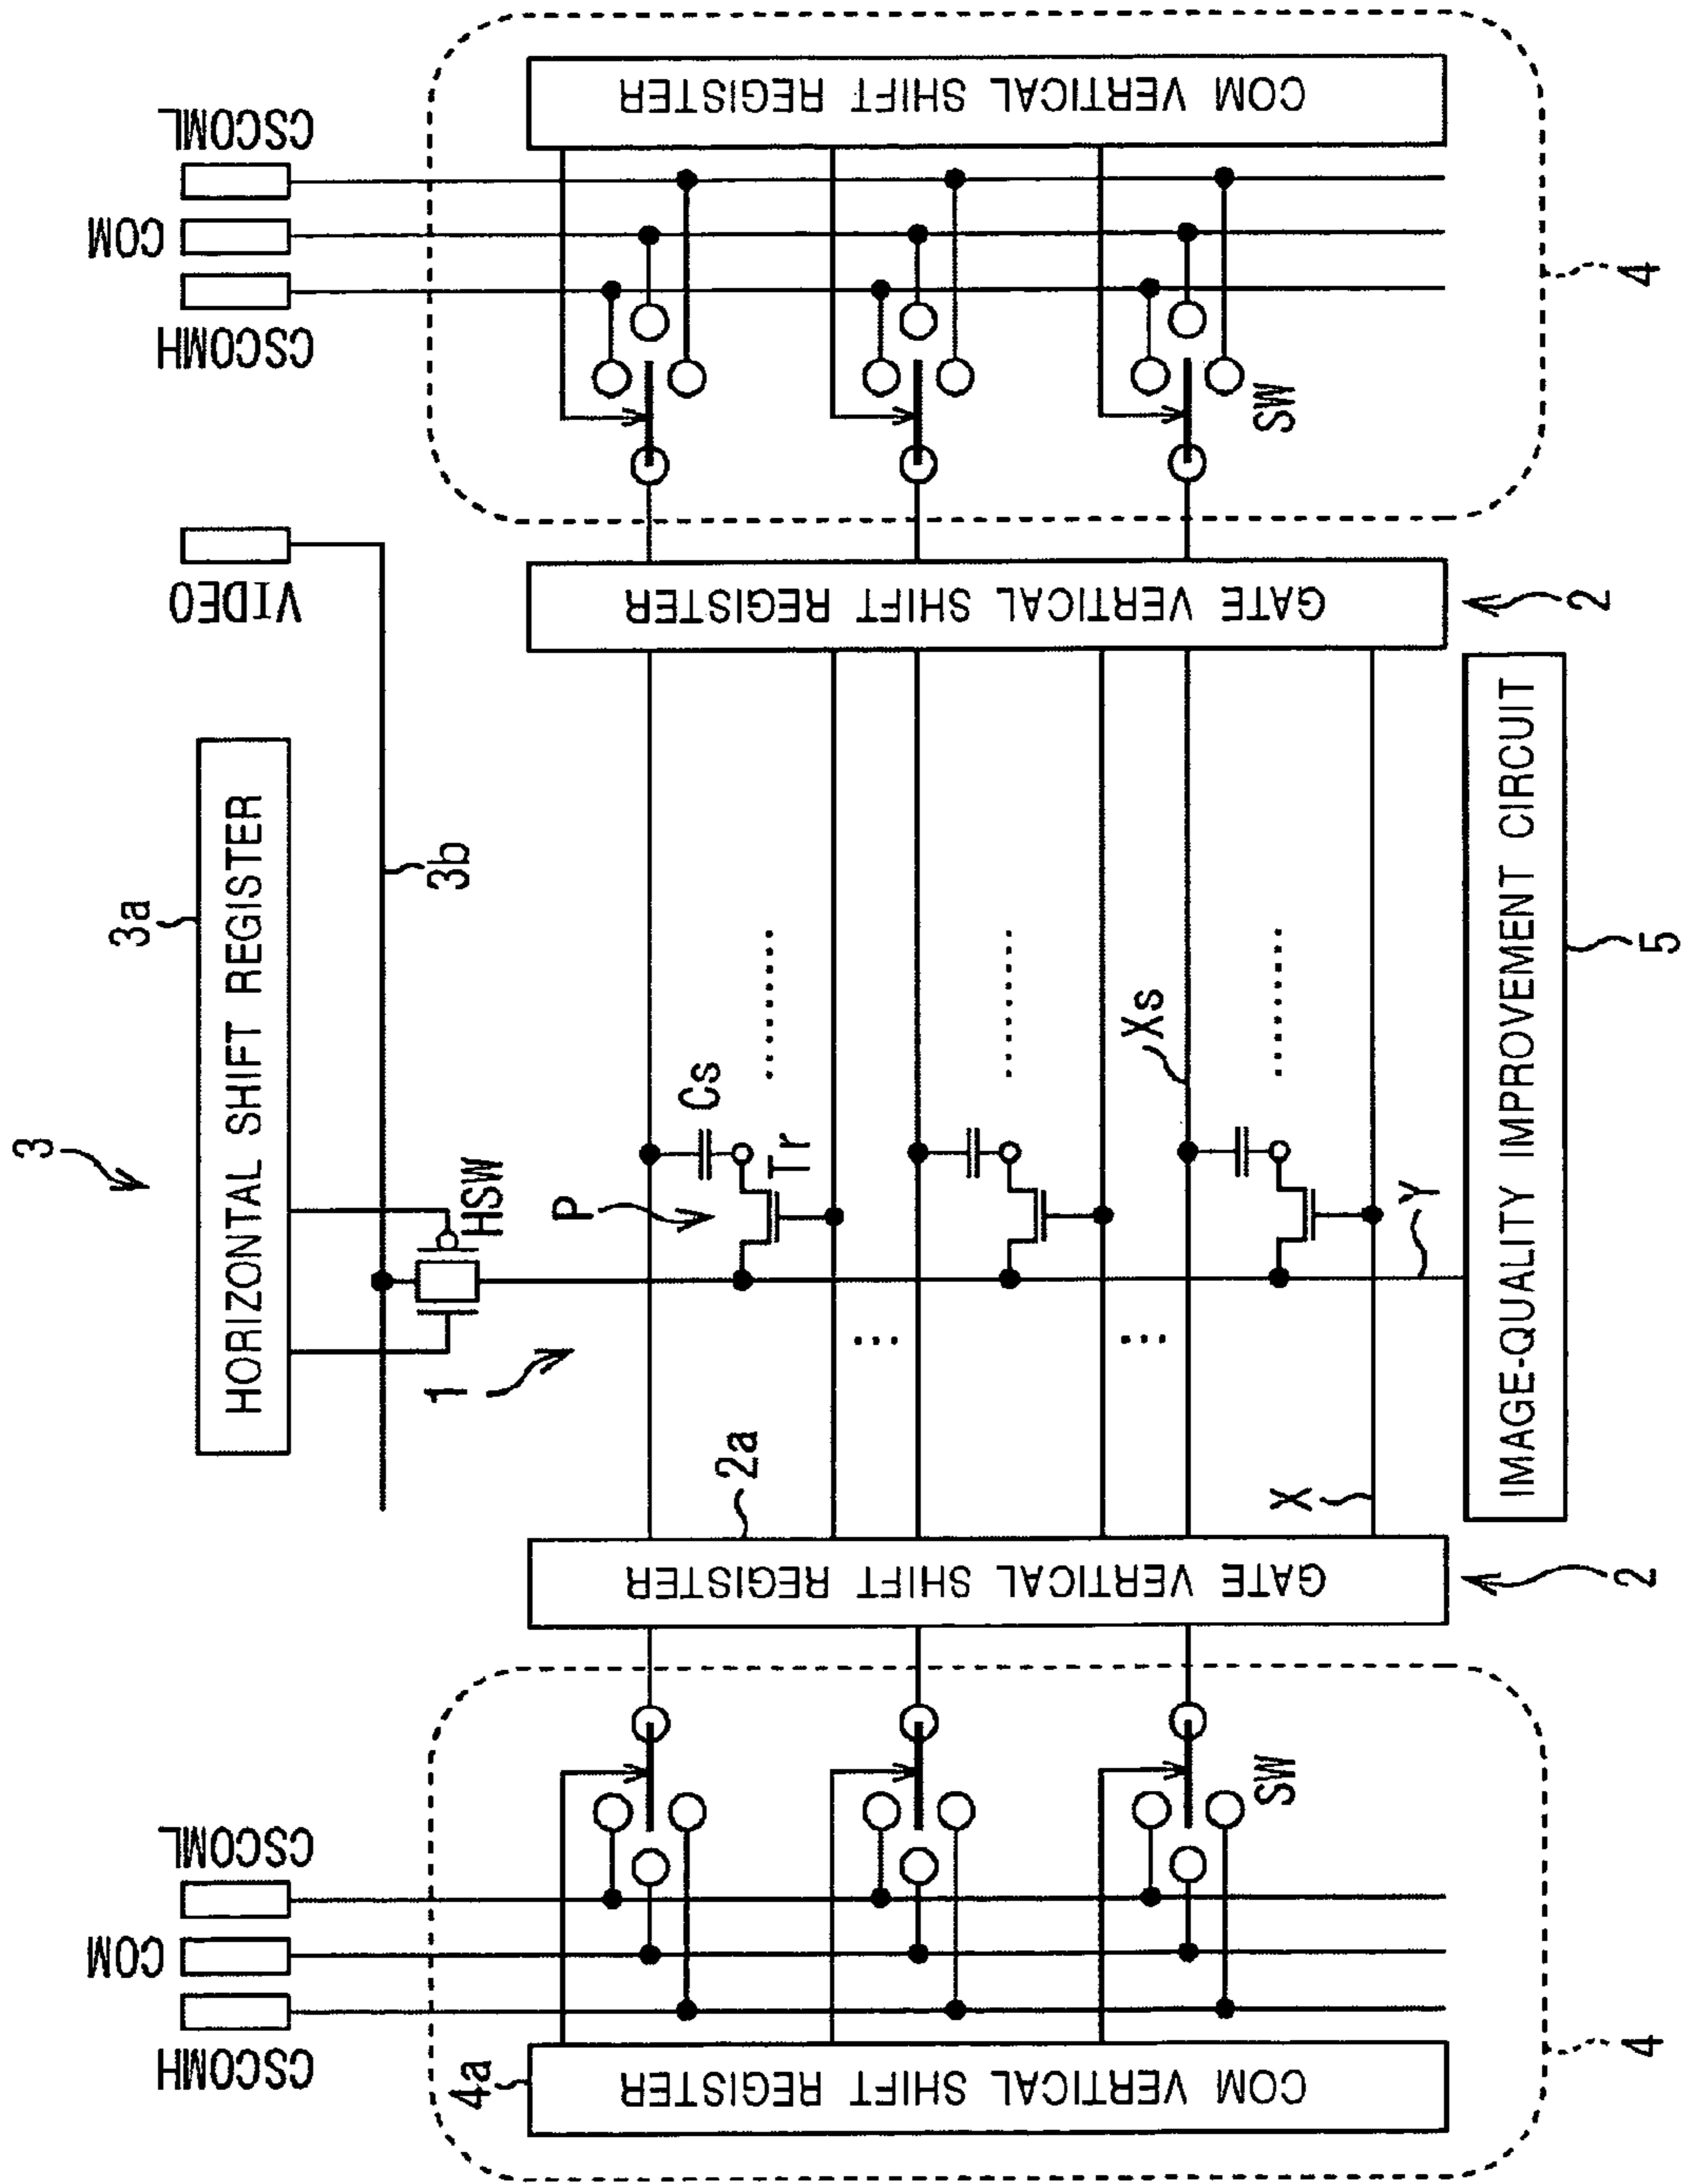 CSCOMH
COM
CSCOML
3
3a
HORIZONTAL SHIFT REGISTER
VIDEO
CSCOMH
COM
CSCOML
3b
HSW
1
4a
COM VERTICAL SHIFT REGISTER
GATE VERTICAL SHIFT REGISTER
2a
P
Cs
Tr
GATE VERTICAL SHIFT REGISTER
COM VERTICAL SHIFT REGISTER
SW
X
Y
Xs
SW
4
2
IMAGE-QUALITY IMPROVEMENT CIRCUIT
5
2
4